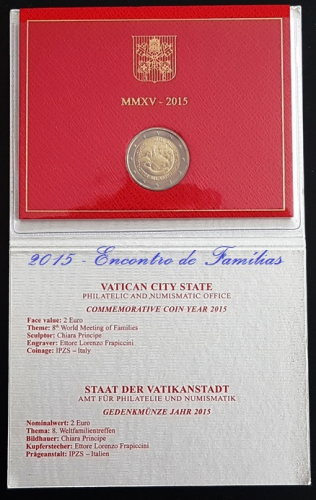 MMXV - 2015
2015 - Encontro de Famílias
VATICAN CITY STATE
PHILATELIC AND NUMISMATIC OFFICE
COMMEMORATIVE COIN YEAR 2015
Face value: 2 Euro
Theme: 8th World Meeting of Families
Sculptor: Chiara Principe
Engraver: Ettore Lorenzo Frapiccini
Coinage: IPZS – Italy
STAAT DER VATIKANSTADT
AMT FÜR PHILATELIE UND NUMISMATIK
GEDENKMÜNZE JAHR 2015
Nominalwert: 2 Euro
Thema: 8. Weltfamilientreffen
Bildhauer: Chiara Principe
Kupferstecher: Ettore Lorenzo Frapiccini
Prägeanstalt: IPZS – Italien